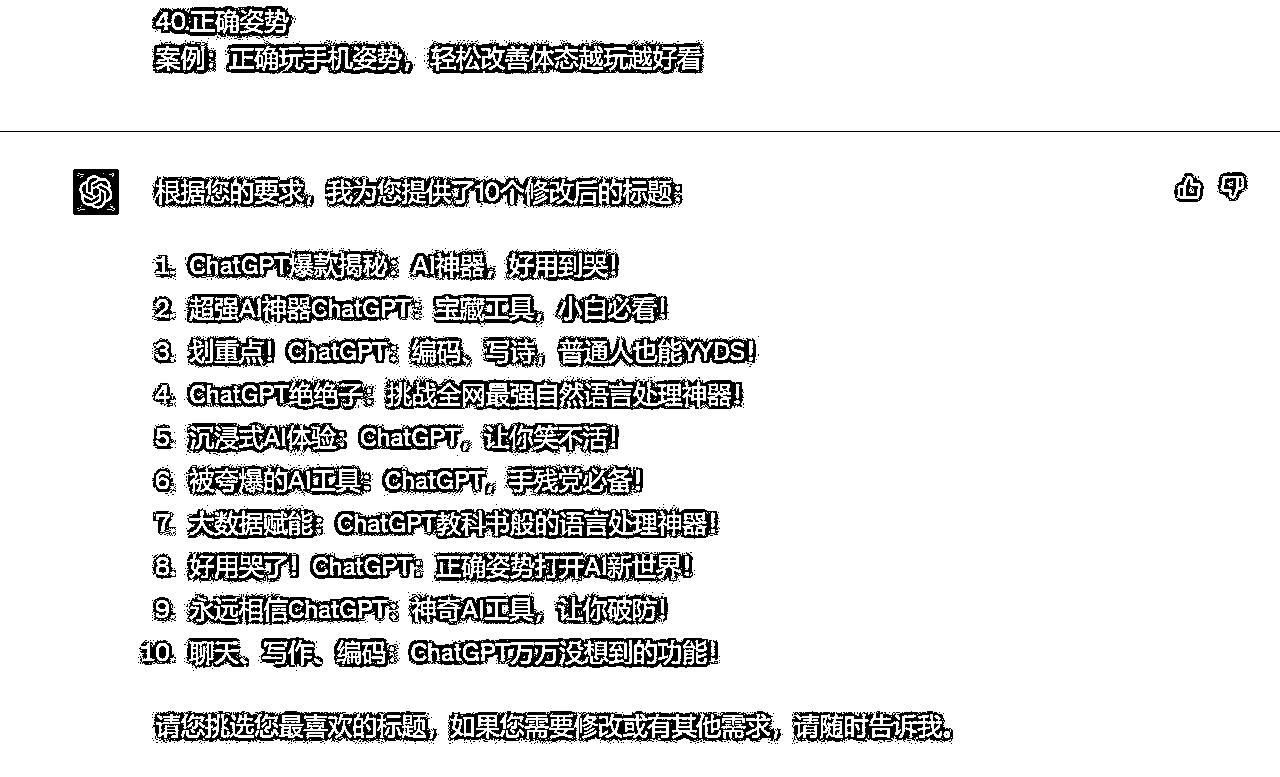 40.正确姿势
案例：正确玩手机姿势，轻松改善体态越玩越好看
根据您的要求，我为您提供了10个修改后的标题：
1. ChatGPT爆款揭秘：AI神器，好用到哭！
2. 超强AI神器ChatGPT：宝藏工具，小白必看！
3. 划重点！ChatGPT：编码、写诗，普通人也能YYDS！
4. ChatGPT绝绝子：挑战全网最强自然语言处理神器！
5. 沉浸式AI体验：ChatGPT，让你笑不活！
6. 被夸爆的AI工具：ChatGPT，手残党必备！
7. 大数据赋能：ChatGPT教科书般的语言处理神器！
8. 好用哭了！ChatGPT：正确姿势打开AI新世界！
9. 永远相信ChatGPT：神奇AI工具，让你破防！
10. 聊天、写作、编码：ChatGPT万万没想到的功能！
请您挑选您最喜欢的标题，如果您需要修改或有其他需求，请随时告诉我。